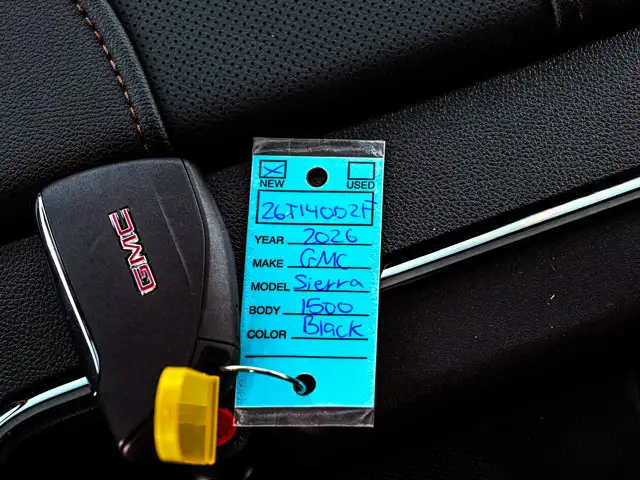 GMC
NEW USED
26T14002F
YEAR 2026
MAKE GMC
MODEL Sierra
BODY 1500
COLOR Black